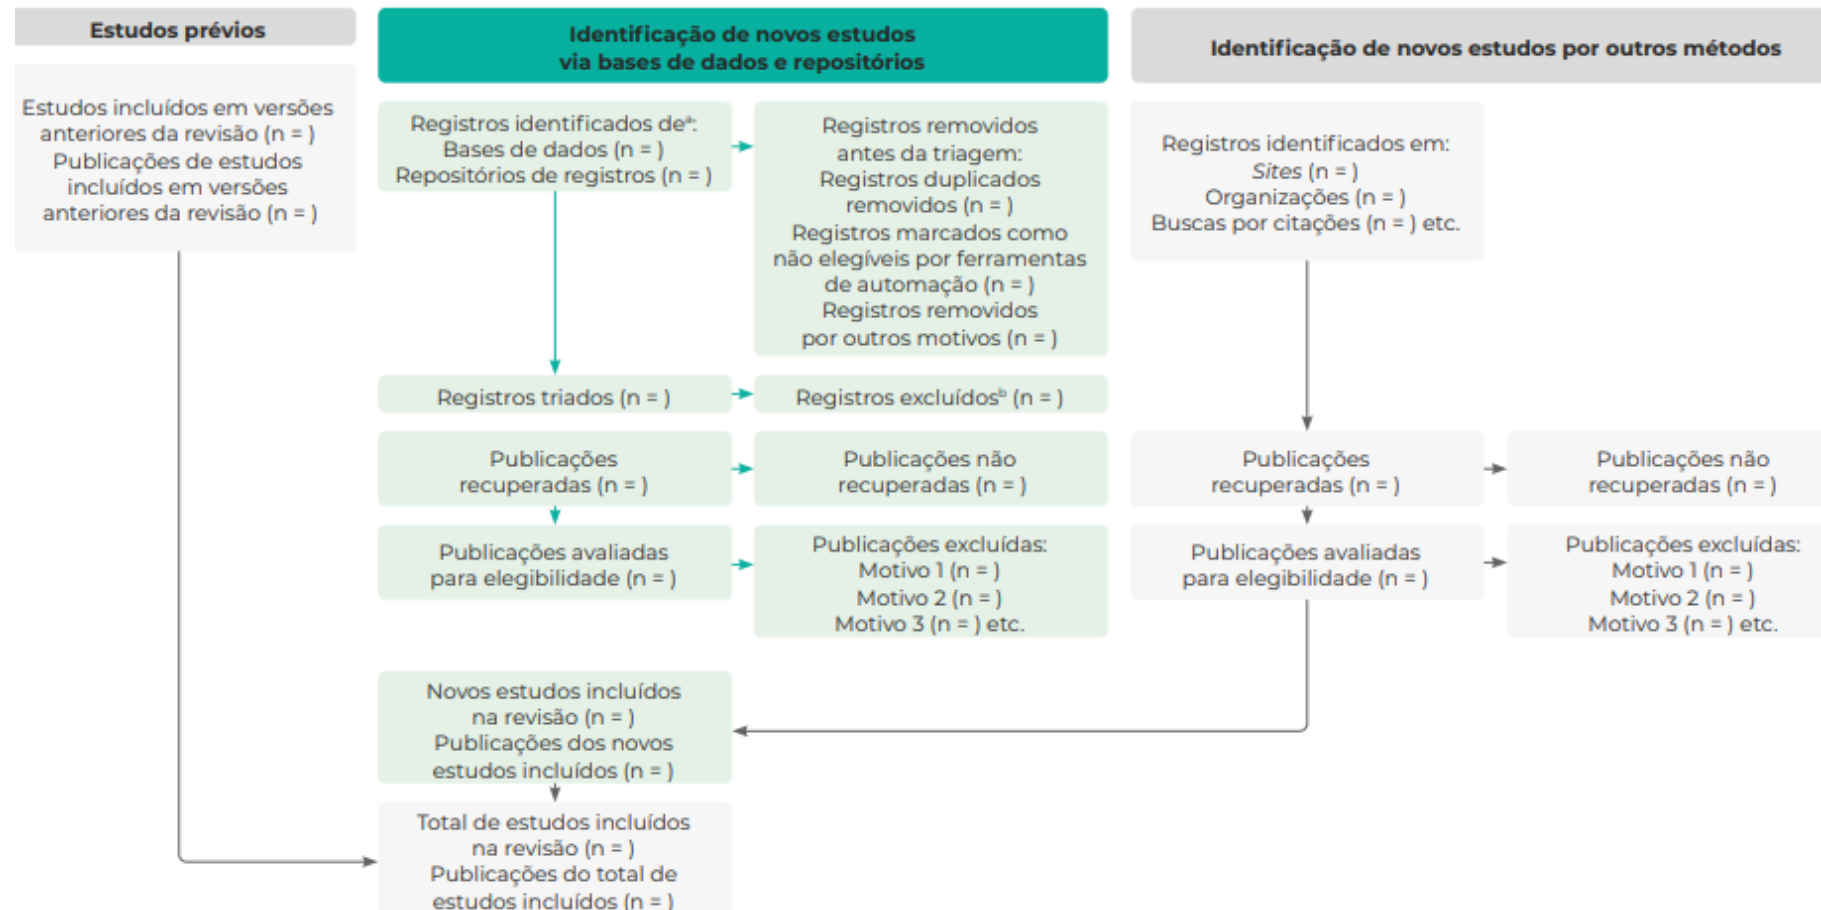 Estudos prévios
Estudos incluídos em versões
anteriores da revisão (n = )
Publicações de estudos
incluídos em versões
anteriores da revisão (n = )
Identificação de novos estudos
via bases de dados e repositórios
Registros identificados deª:
Bases de dados (n = )
Repositórios de registros (n = )
Registros removidos
antes da triagem:
Registros duplicados
removidos (n = )
Registros marcados como
não elegíveis por ferramentas
de automação (n = )
Registros removidos
por outros motivos (n = )
Registros triados (n = )
Registros excluídosᵇ (n = )
Publicações
recuperadas (n = )
Publicações não
recuperadas (n = )
Publicações avaliadas
para elegibilidade (n = )
Publicações excluídas:
Motivo 1 (n = )
Motivo 2 (n = )
Motivo 3 (n = ) etc.
Identificação de novos estudos por outros métodos
Registros identificados em:
Sites (n = )
Organizações (n = )
Buscas por citações (n = ) etc.
Publicações
recuperadas (n = )
Publicações não
recuperadas (n = )
Publicações avaliadas
para elegibilidade (n = )
Publicações excluídas:
Motivo 1 (n = )
Motivo 2 (n = )
Motivo 3 (n = ) etc.
Novos estudos incluídos
na revisão (n = )
Publicações dos novos
estudos incluídos (n = )
Total de estudos incluídos
na revisão (n = )
Publicações do total de
estudos incluídos (n = )